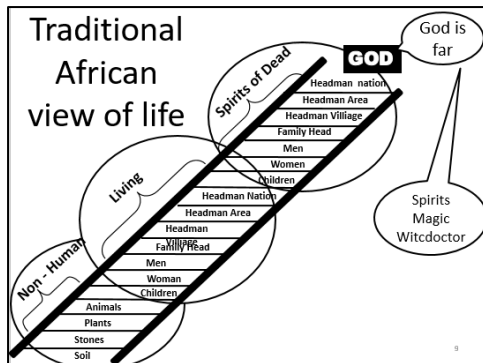 Traditional
African
view of life
GOD
God is
far
Spirits of Dead
Headman nation
Headman Area
Headman Villiage
Family Head
Men
Women
Children
Living
Headman Nation
Headman Area
Headman
Villiage
Family Head
Men
Woman
Children
Non - Human
Animals
Plants
Stones
Soil
Spirits
Magic
Witcdoctor
9